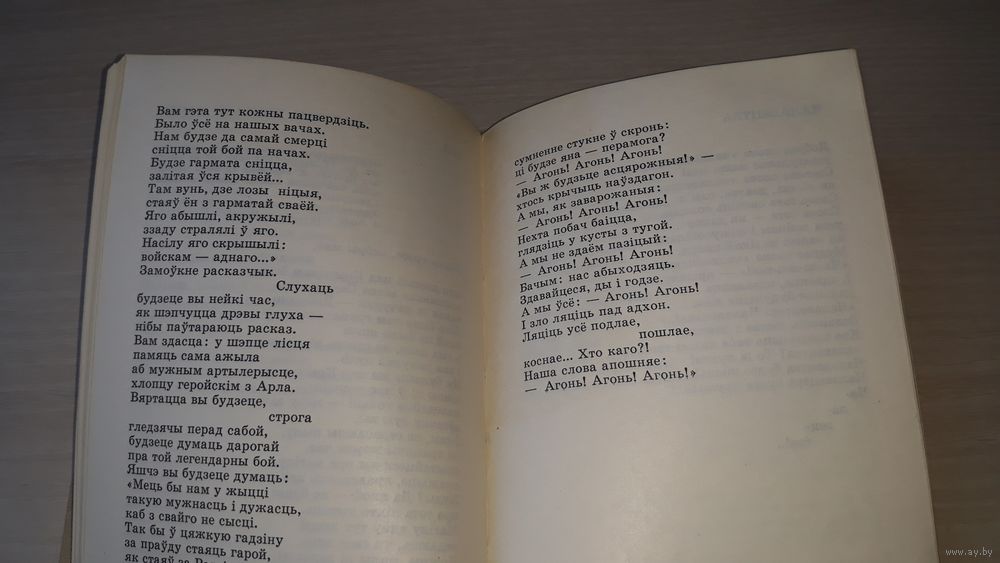 Вам гэта тут кожны пацвердзіць.
Было ўсё на нашых вачах.
Нам будзе да самай смерці
сніцца той бой па начах.
Будзе гармата сніцца,
залітая ўся крывёй...
Там вунь, дзе лозы ніцыя,
стаяў ён з гарматай сваёй.
Яго абышлі, акружылі,
ззаду стралялі ў яго.
Насілу яго скрышылі:
войскам — аднаго...»
Замоўкне расказчык.
Слухаць
будзеце вы нейкі час,
як шэпчуцца дрэвы глуха —
нібы паўтараюць расказ.
Вам здасца: у шэпце лісця
памяць сама ажыла
аб мужным артылерысце,
хлопцу геройскім з Арла.
Вяртацца вы будзеце,
строга
гледзячы перад сабой,
будзеце думаць дарогай
пра той легендарны бой.
Яшчэ вы будзеце думаць:
«Мець бы нам у жыцці
такую мужнасць і дужасць,
каб з свайго не сысці.
Так бы ў цяжкую гадзіну
за праўду стаяць гарой,
як стаяў за
сумненне стукне ў скронь:
ці будзе яна — перамога?
— Агонь! Агонь! Агонь!
«Вы ж будзьце асцярожныя!» —
хтось крычыць наўздагон.
А мы, як заварожаныя:
— Агонь! Агонь! Агонь!
Нехта побач баіцца,
глядзіць у кусты з тугой.
А мы не здаём пазіцый:
— Агонь! Агонь! Агонь!
Бачым: нас абыходзяць.
Здавайцеся, ды і годзе.
А мы ўсё: — Агонь! Агонь!
І зло ляціць пад адхон.
Ляціць усё подлае,
пошлае,
коснае... Хто каго?!
Наша слова апошняе:
— Агонь! Агонь! Агонь!»
www.ay.by